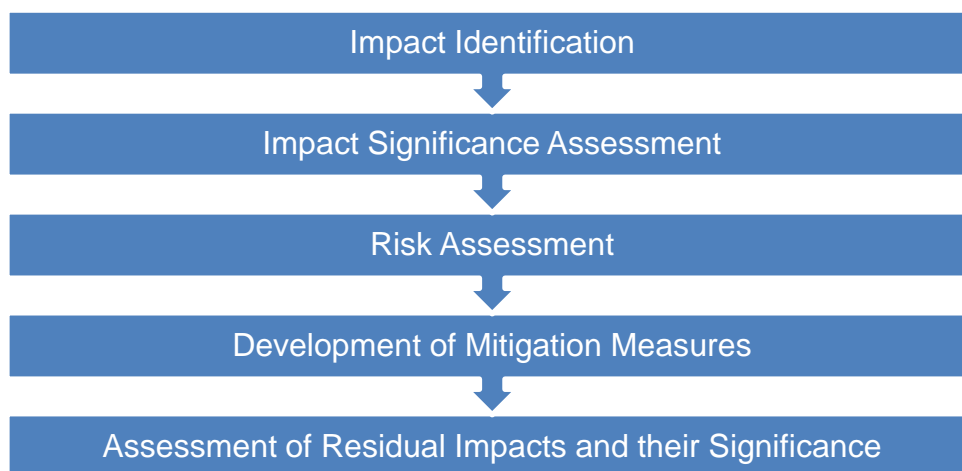 Impact Identification
Impact Significance Assessment
Risk Assessment
Development of Mitigation Measures
Assessment of Residual Impacts and their Significance